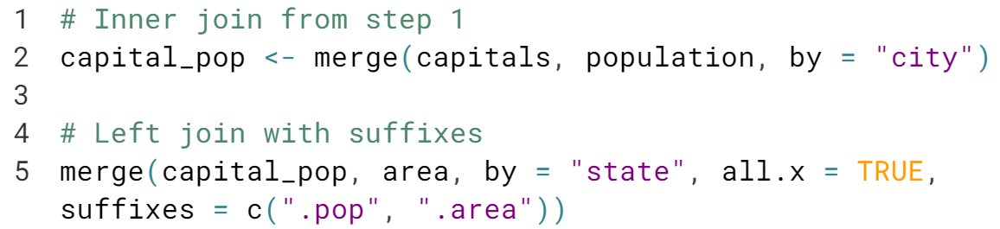 1 # Inner join from step 1
2 capital_pop <- merge(capitals, population, by = "city")
3
4 # Left join with suffixes
5 merge(capital_pop, area, by = "state", all.x = TRUE,
suffixes = c(".pop", ".area"))